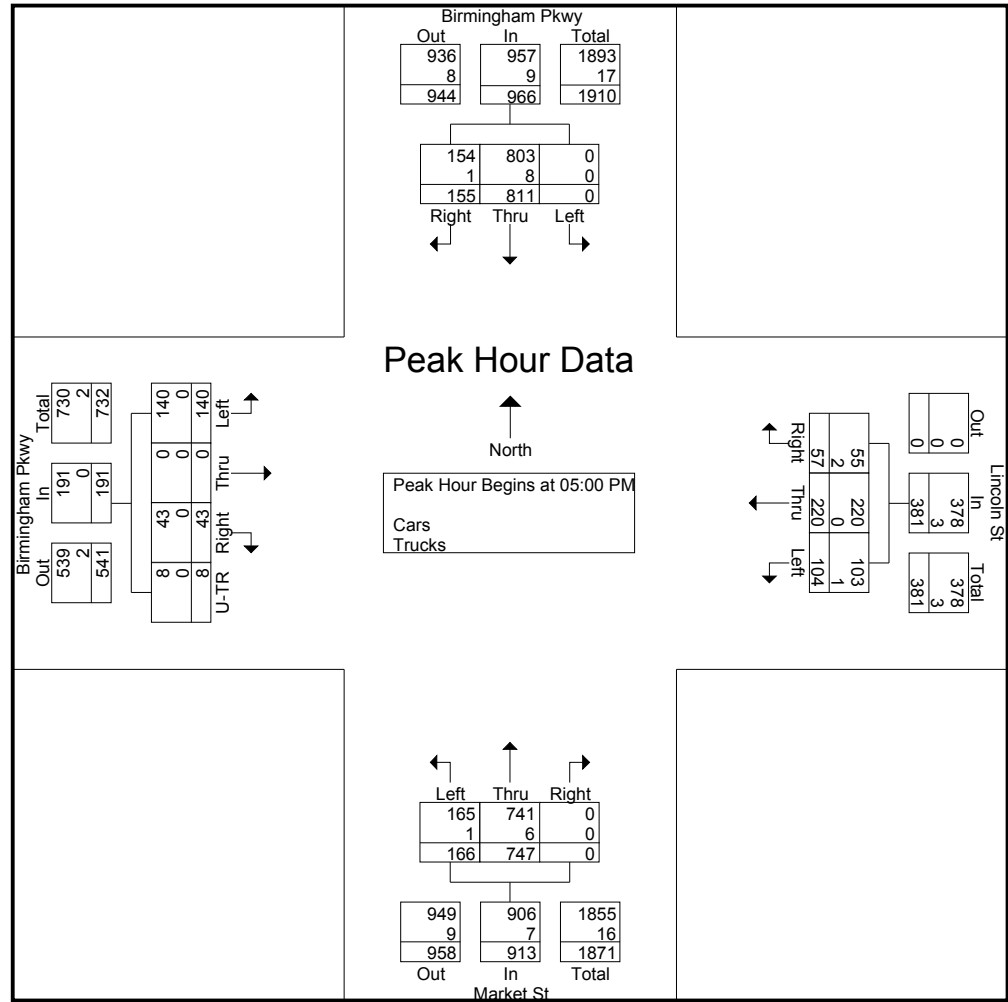 Birmingham Pkwy
Out In Total
936 957 1893
8 9 17
944 966 1910
154 803 0
1 8 0
155 811 0
Right Thru Left
Peak Hour Data
North
Peak Hour Begins at 05:00 PM
Cars
Trucks
Birmingham Pkwy
Out In Total
539 191 730
2 0 2
541 191 732
U-TR Right Thru Left
8 43 0 140
0 0 0 0
8 43 0 140
Lincoln St
Out In Total
0 378 378
0 3 3
0 381 381
55 220 103
2 0 1
57 220 104
Right Thru Left
Left Thru Right
165 741 0
1 6 0
166 747 0
949 906 1855
9 7 16
958 913 1871
Out In Total
Market St